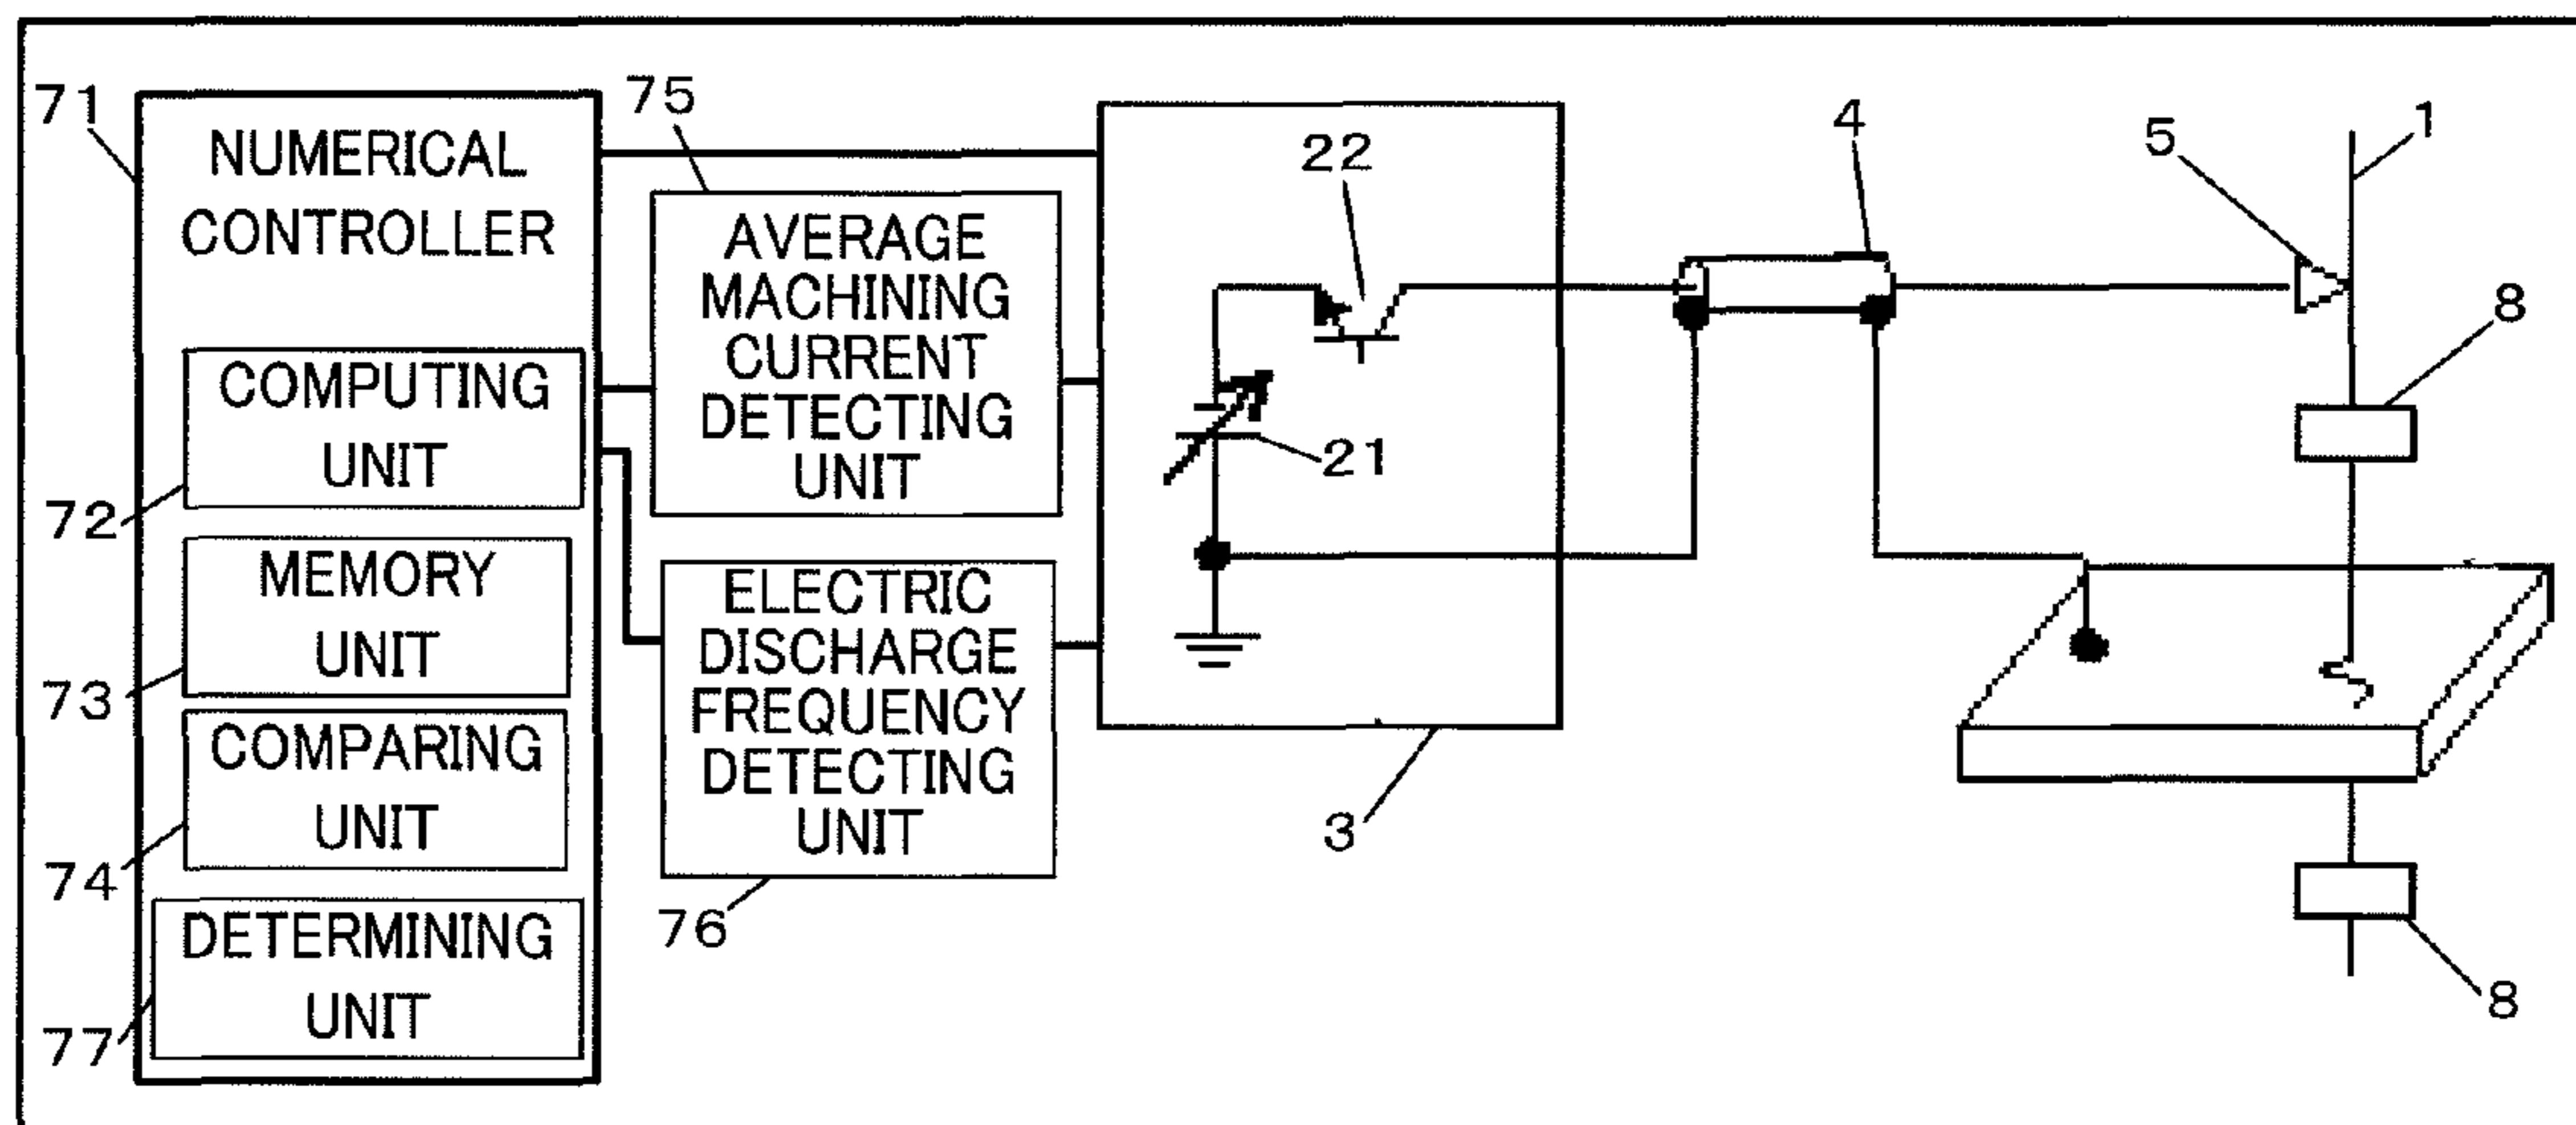 71
NUMERICAL
CONTROLLER
COMPUTING
UNIT
72
MEMORY
UNIT
73
COMPARING
UNIT
74
DETERMINING
UNIT
77
75
AVERAGE
MACHINING
CURRENT
DETECTING
UNIT
ELECTRIC
DISCHARGE
FREQUENCY
DETECTING
UNIT
76
22
21
3
4
5
1
8
8